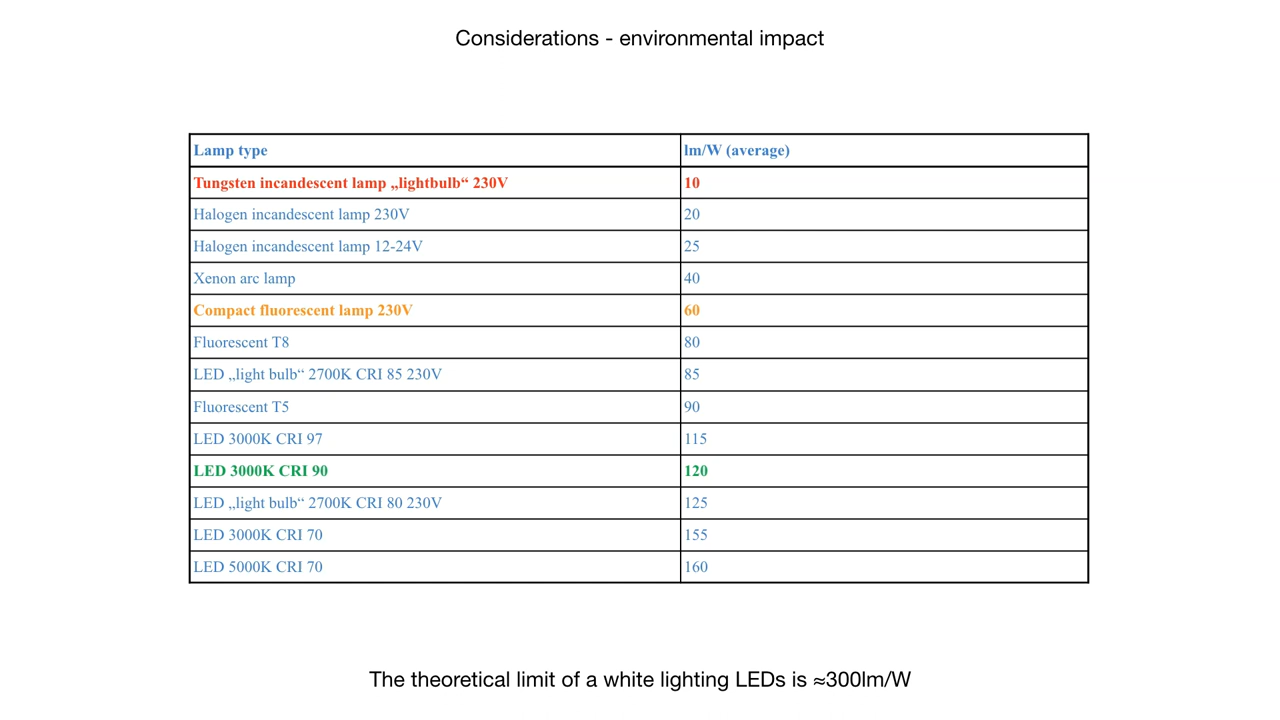 Considerations - environmental impact
Lamp type lm/W (average)
Tungsten incandescent lamp „lightbulb“ 230V 10
Halogen incandescent lamp 230V 20
Halogen incandescent lamp 12-24V 25
Xenon arc lamp 40
Compact fluorescent lamp 230V 60
Fluorescent T8 80
LED „light bulb“ 2700K CRI 85 230V 85
Fluorescent T5 90
LED 3000K CRI 97 115
LED 3000K CRI 90 120
LED „light bulb“ 2700K CRI 80 230V 125
LED 3000K CRI 70 155
LED 5000K CRI 70 160
The theoretical limit of a white lighting LEDs is ≈300lm/W